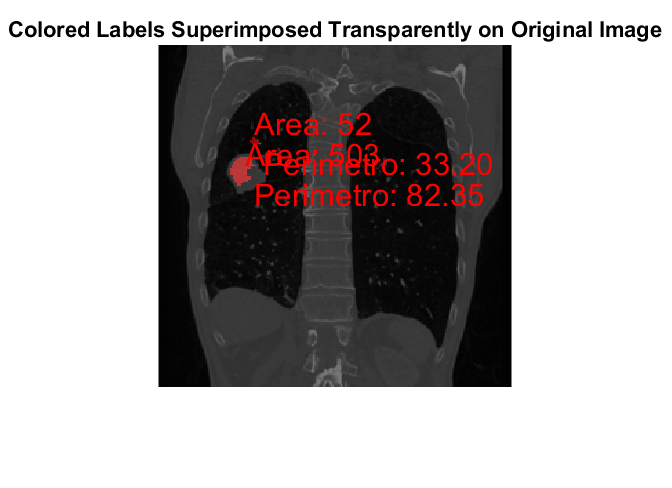 Colored Labels Superimposed Transparently on Original Image
Area: 52
Area: 503
Perimetro: 33.20
Perimetro: 82.35